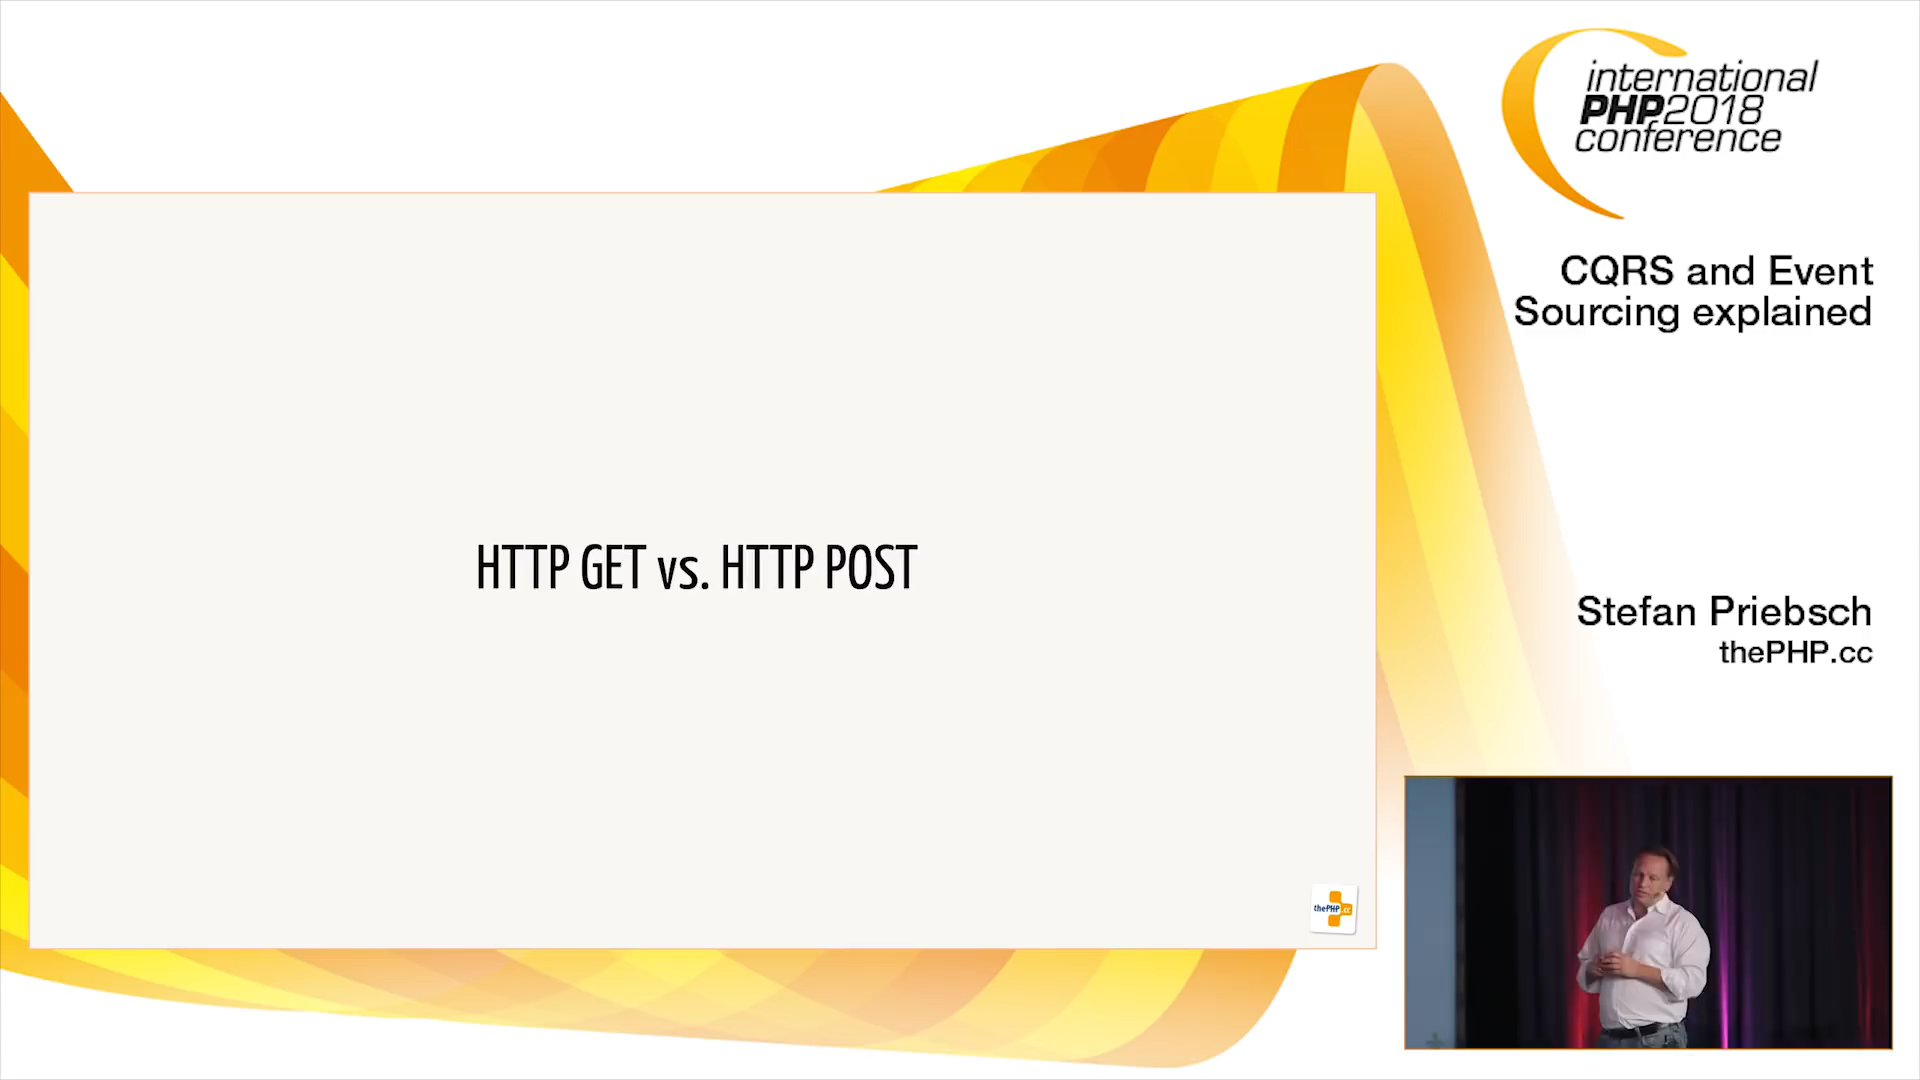 international
PHP2018
conference
CQRS and Event
Sourcing explained
HTTP GET vs. HTTP POST
Stefan Priebsch
thePHP.cc
thePHP.cc